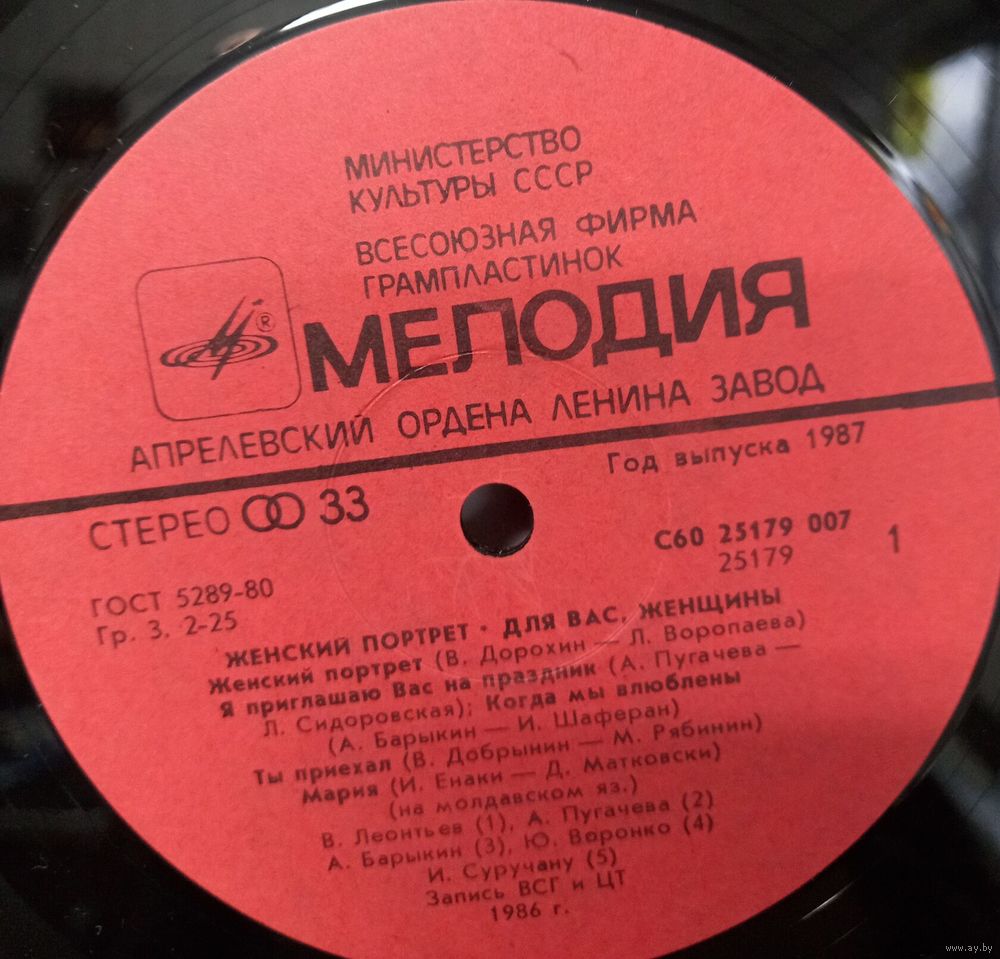 МИНИСТЕРСТВО
КУЛЬТУРЫ СССР
ВСЕСОЮЗНАЯ ФИРМА
ГРАМПЛАСТИНОК
®
МЕЛОДИЯ
АПРЕЛЕВСКИЙ ОРДЕНА ЛЕНИНА ЗАВОД
Год выпуска 1987
СТЕРЕО 33
С60 25179 007
25179
1
ГОСТ 5289-80
Гр. 3. 2-25
ЖЕНСКИЙ ПОРТРЕТ · ДЛЯ ВАС, ЖЕНЩИНЫ
Женский портрет (В. Дорохин — Л. Воропаева)
Я приглашаю Вас на праздник (А. Пугачева —
Л. Сидоровская); Когда мы влюблены
(А. Барыкин — И. Шаферан)
Ты приехал (В. Добрынин — М. Рябинин)
Мария (И. Енаки — Д. Матковски)
(на молдавском яз.)
В. Леонтьев (1), А. Пугачева (2)
А. Барыкин (3), Ю. Воронко (4)
И. Суручану (5)
Запись ВСГ и ЦТ
1986 г.
www.ay.by